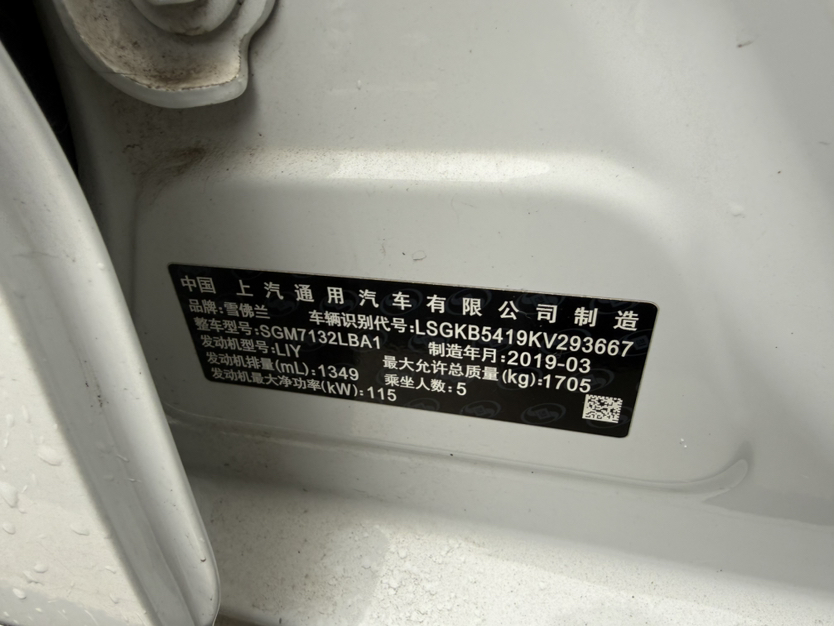 中国 上汽通用汽车有限公司制造
品牌:雪佛兰 车辆识别代号:LSGKB5419KV293667
整车型号:SGM7132LBA1 制造年月:2019-03
发动机型号:LIY 最大允许总质量(kg):1705
发动机排量(mL):1349 乘坐人数:5
发动机最大净功率(kW):115